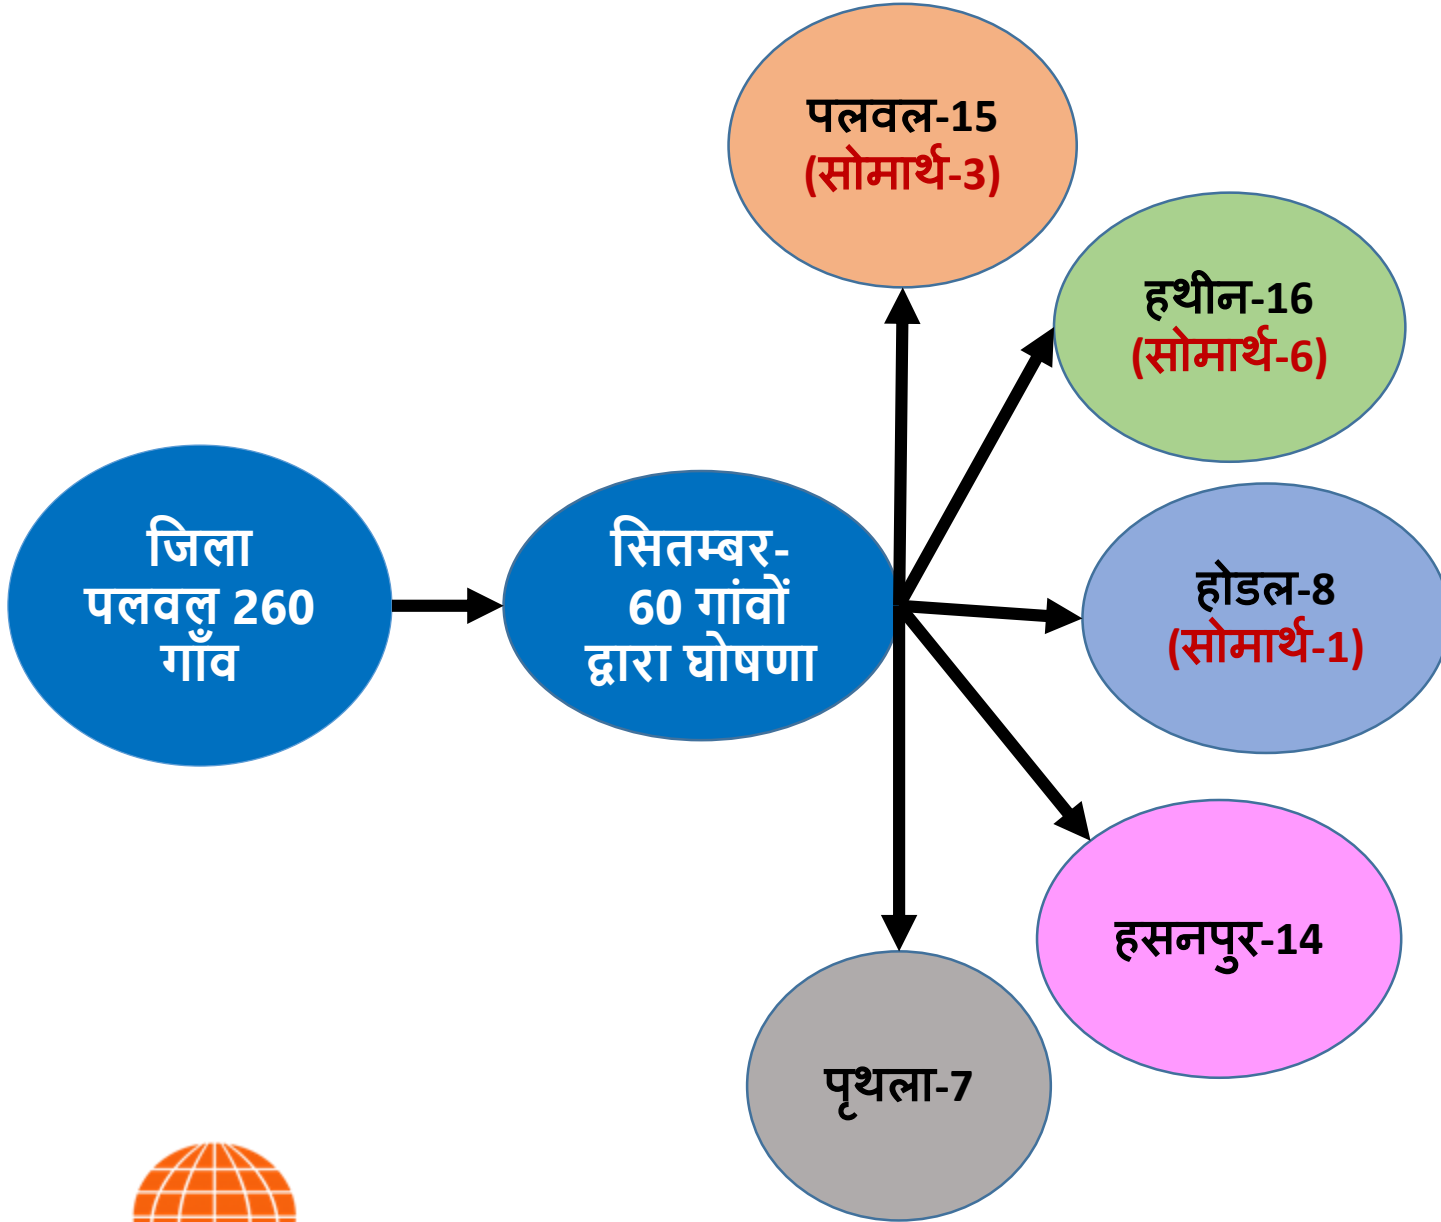 जिला
पलवल 260
गाँव
सितम्बर-
60 गांवों
द्वारा घोषणा
पलवल-15
(सोमार्थ-3)
हथीन-16
(सोमार्थ-6)
होडल-8
(सोमार्थ-1)
हसनपुर-14
पृथला-7